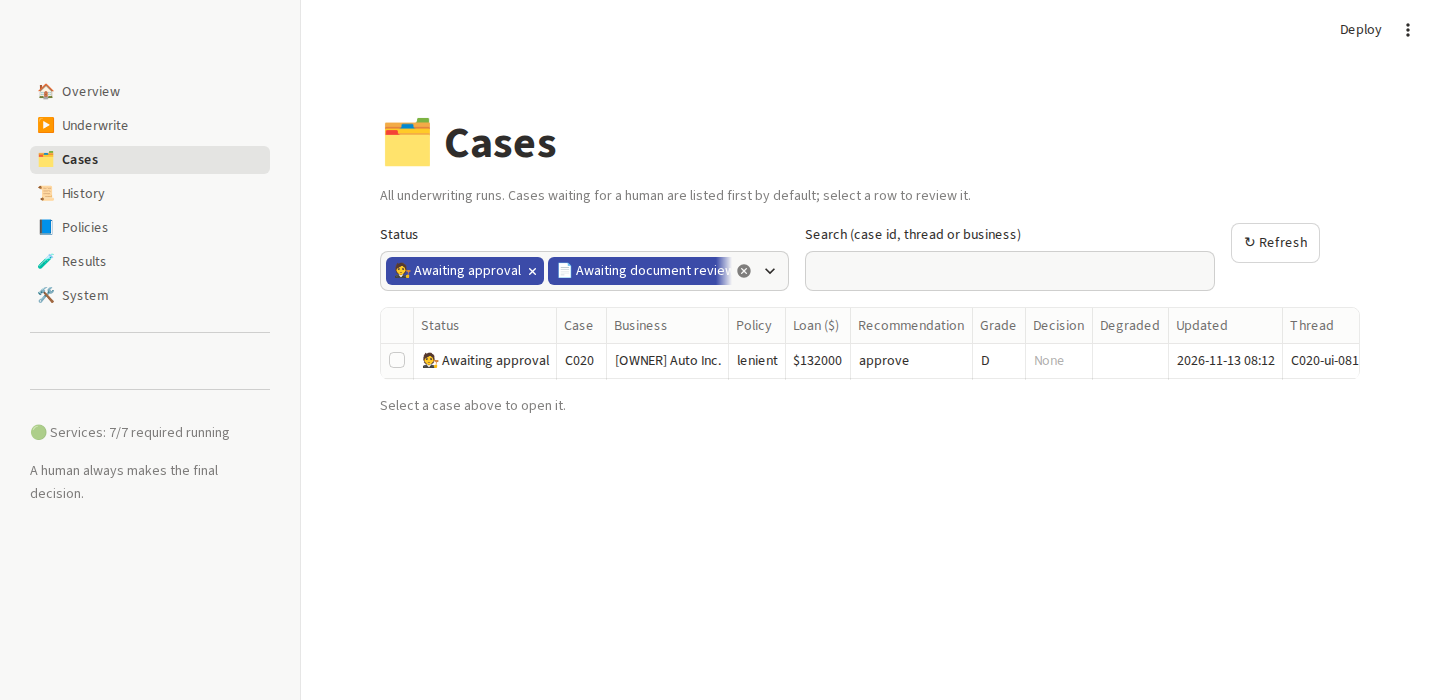 Deploy
Overview
Underwrite
Cases
History
Policies
Results
System
Services: 7/7 required running
A human always makes the final
decision.
Cases
All underwriting runs. Cases waiting for a human are listed first by default; select a row to review it.
Status
Search (case id, thread or business)
↻ Refresh
Awaiting approval × Awaiting document review
Status Case Business Policy Loan ($) Recommendation Grade Decision Degraded Updated Thread
Awaiting approval C020 [OWNER] Auto Inc. lenient $132000 approve D None 2026-11-13 08:12 C020-ui-081
Select a case above to open it.